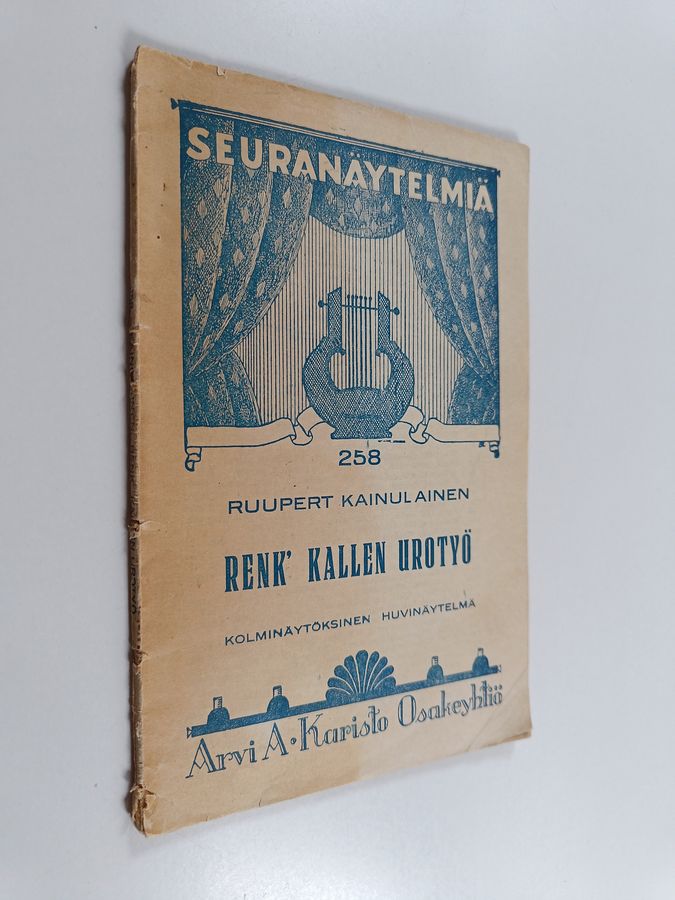 SEURANÄYTELMIÄ
258
RUUPERT KAINULAINEN
RENK' KALLEN UROTYÖ
KOLMINÄYTÖKSINEN HUVINÄYTELMÄ
Arvi A. Karisto Osakeyhtiö